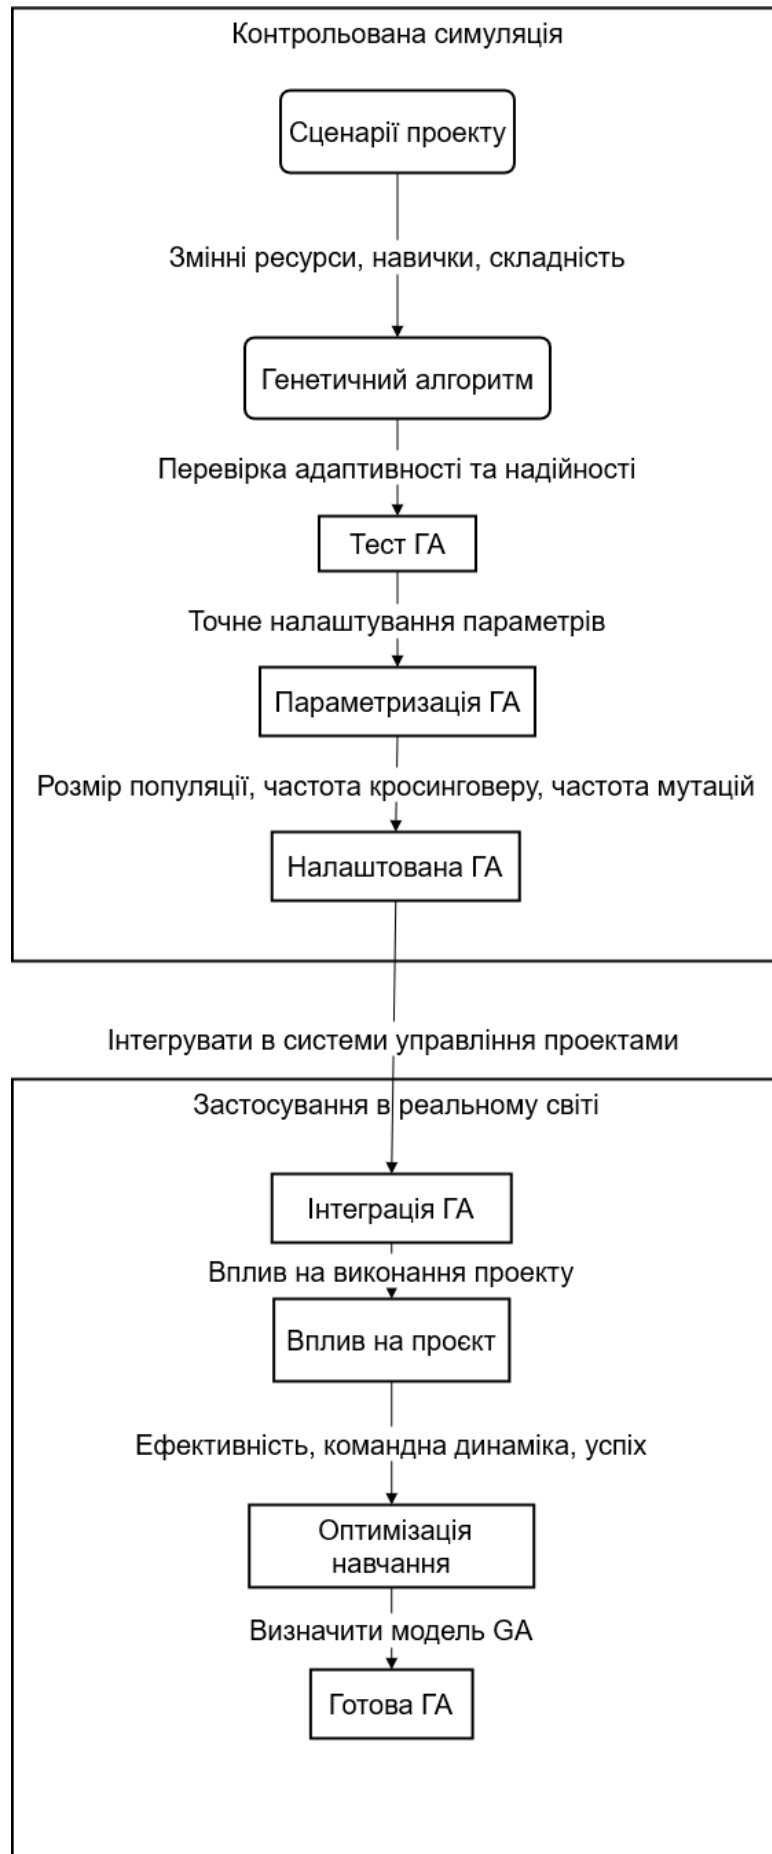 Контрольована симуляція
Сценарії проекту
Змінні ресурси, навички, складність
Генетичний алгоритм
Перевірка адаптивності та надійності
Тест ГА
Точне налаштування параметрів
Параметризація ГА
Розмір популяції, частота кросинговеру, частота мутацій
Налаштована ГА
Інтегрувати в системи управління проектами
Застосування в реальному світі
Інтеграція ГА
Вплив на виконання проекту
Вплив на проєкт
Ефективність, командна динаміка, успіх
Оптимізація
навчання
Визначити модель GA
Готова ГА